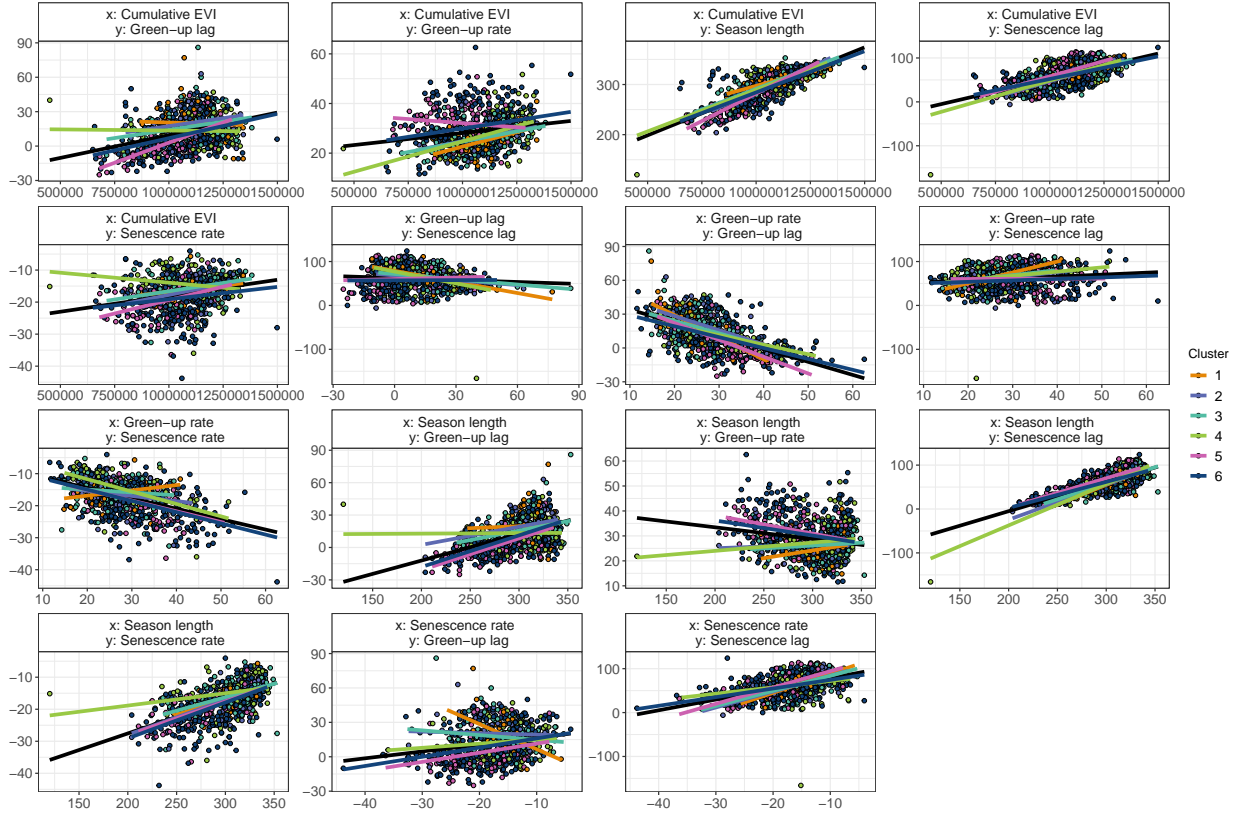 x: Cumulative EVI
y: Green−up lag
x: Cumulative EVI
y: Green−up rate
x: Cumulative EVI
y: Season length
x: Cumulative EVI
y: Senescence lag
90
60
30
0
−30
60
40
20
300
200
100
0
−100
500000 750000 1000000 1250000 1500000
500000 750000 1000000 1250000 1500000
500000 750000 1000000 1250000 1500000
500000 750000 1000000 1250000 1500000
x: Cumulative EVI
y: Senescence rate
x: Green−up lag
y: Senescence lag
x: Green−up rate
y: Green−up lag
x: Green−up rate
y: Senescence lag
−10
−20
−30
−40
100
0
−100
90
60
30
0
−30
100
0
−100
500000 750000 1000000 1250000 1500000
−30 0 30 60 90
10 20 30 40 50 60
10 20 30 40 50 60
x: Green−up rate
y: Senescence rate
x: Season length
y: Green−up lag
x: Season length
y: Green−up rate
x: Season length
y: Senescence lag
−10
−20
−30
−40
90
60
30
0
−30
60
50
40
30
20
10
100
0
−100
10 20 30 40 50 60
150 200 250 300 350
150 200 250 300 350
150 200 250 300 350
x: Season length
y: Senescence rate
x: Senescence rate
y: Green−up lag
x: Senescence rate
y: Senescence lag
−10
−20
−30
−40
90
60
30
0
−30
100
0
−100
150 200 250 300 350
−40 −30 −20 −10
−40 −30 −20 −10
Cluster
1
2
3
4
5
6